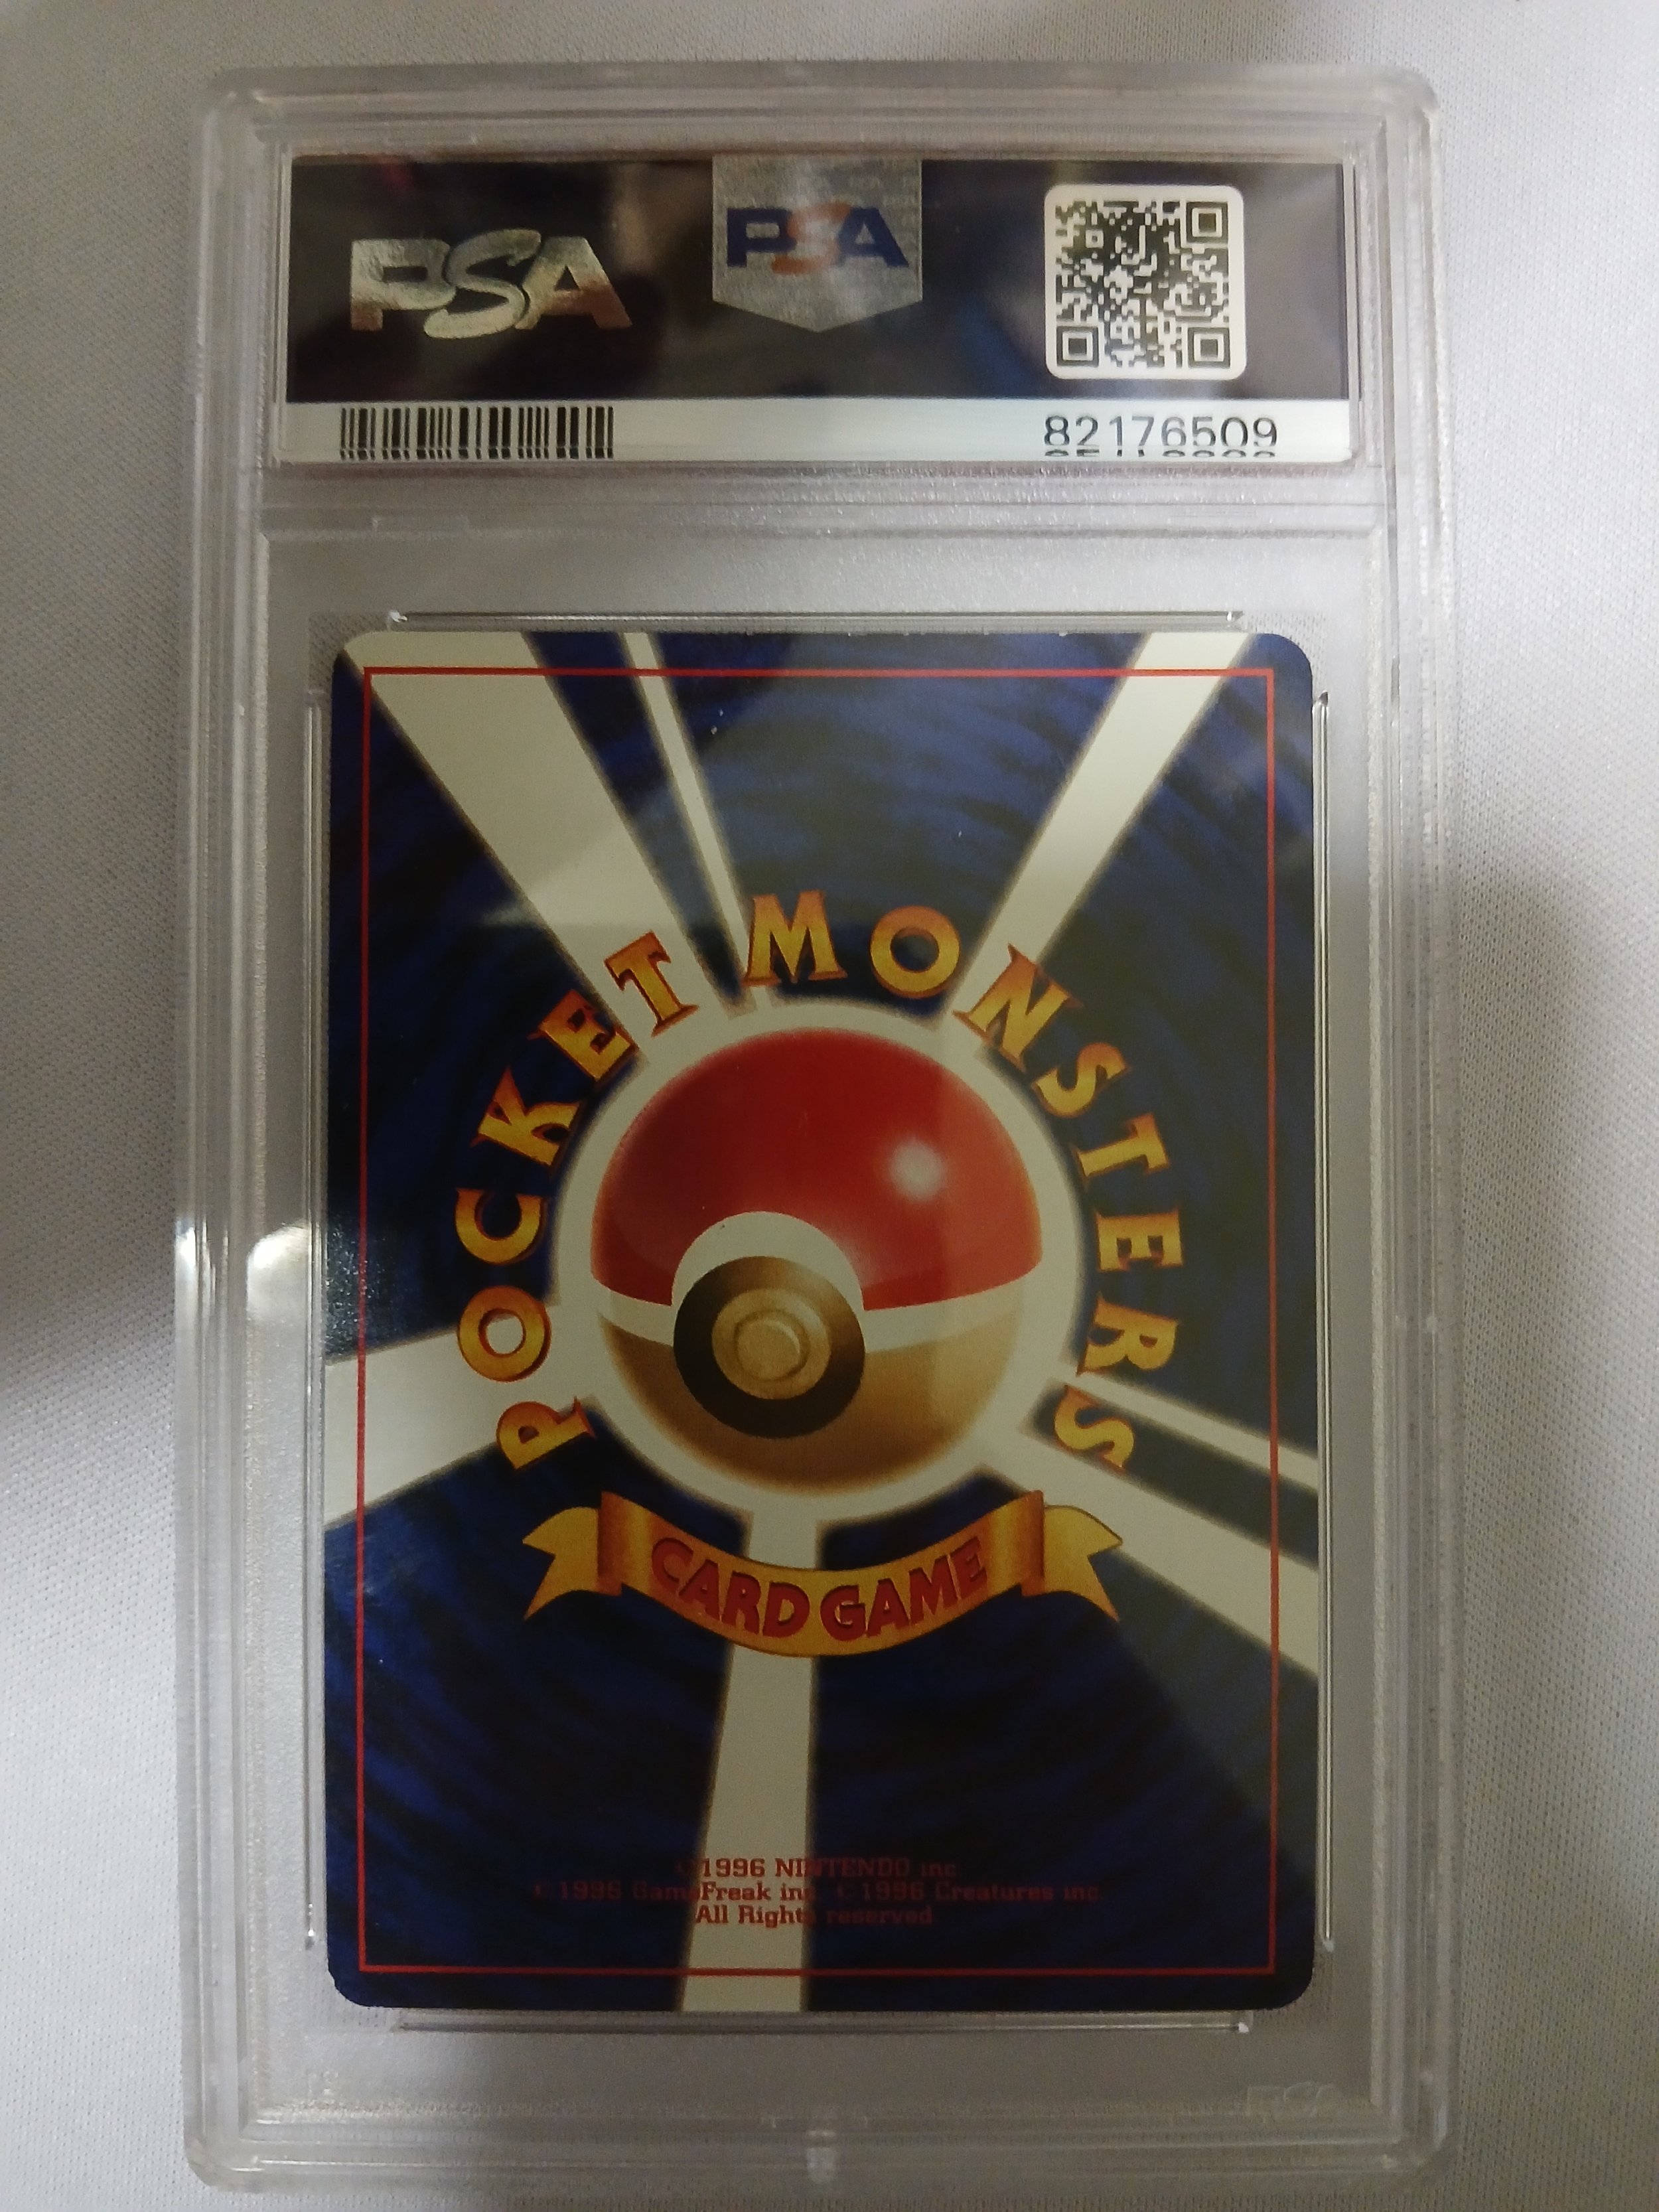 PSA
PSA
82176509
POCKET MONSTERS
CARD GAME
©1996 NINTENDO inc.
©1996 GameFreak inc. ©1996 Creatures inc.
All Rights reserved.
PSA